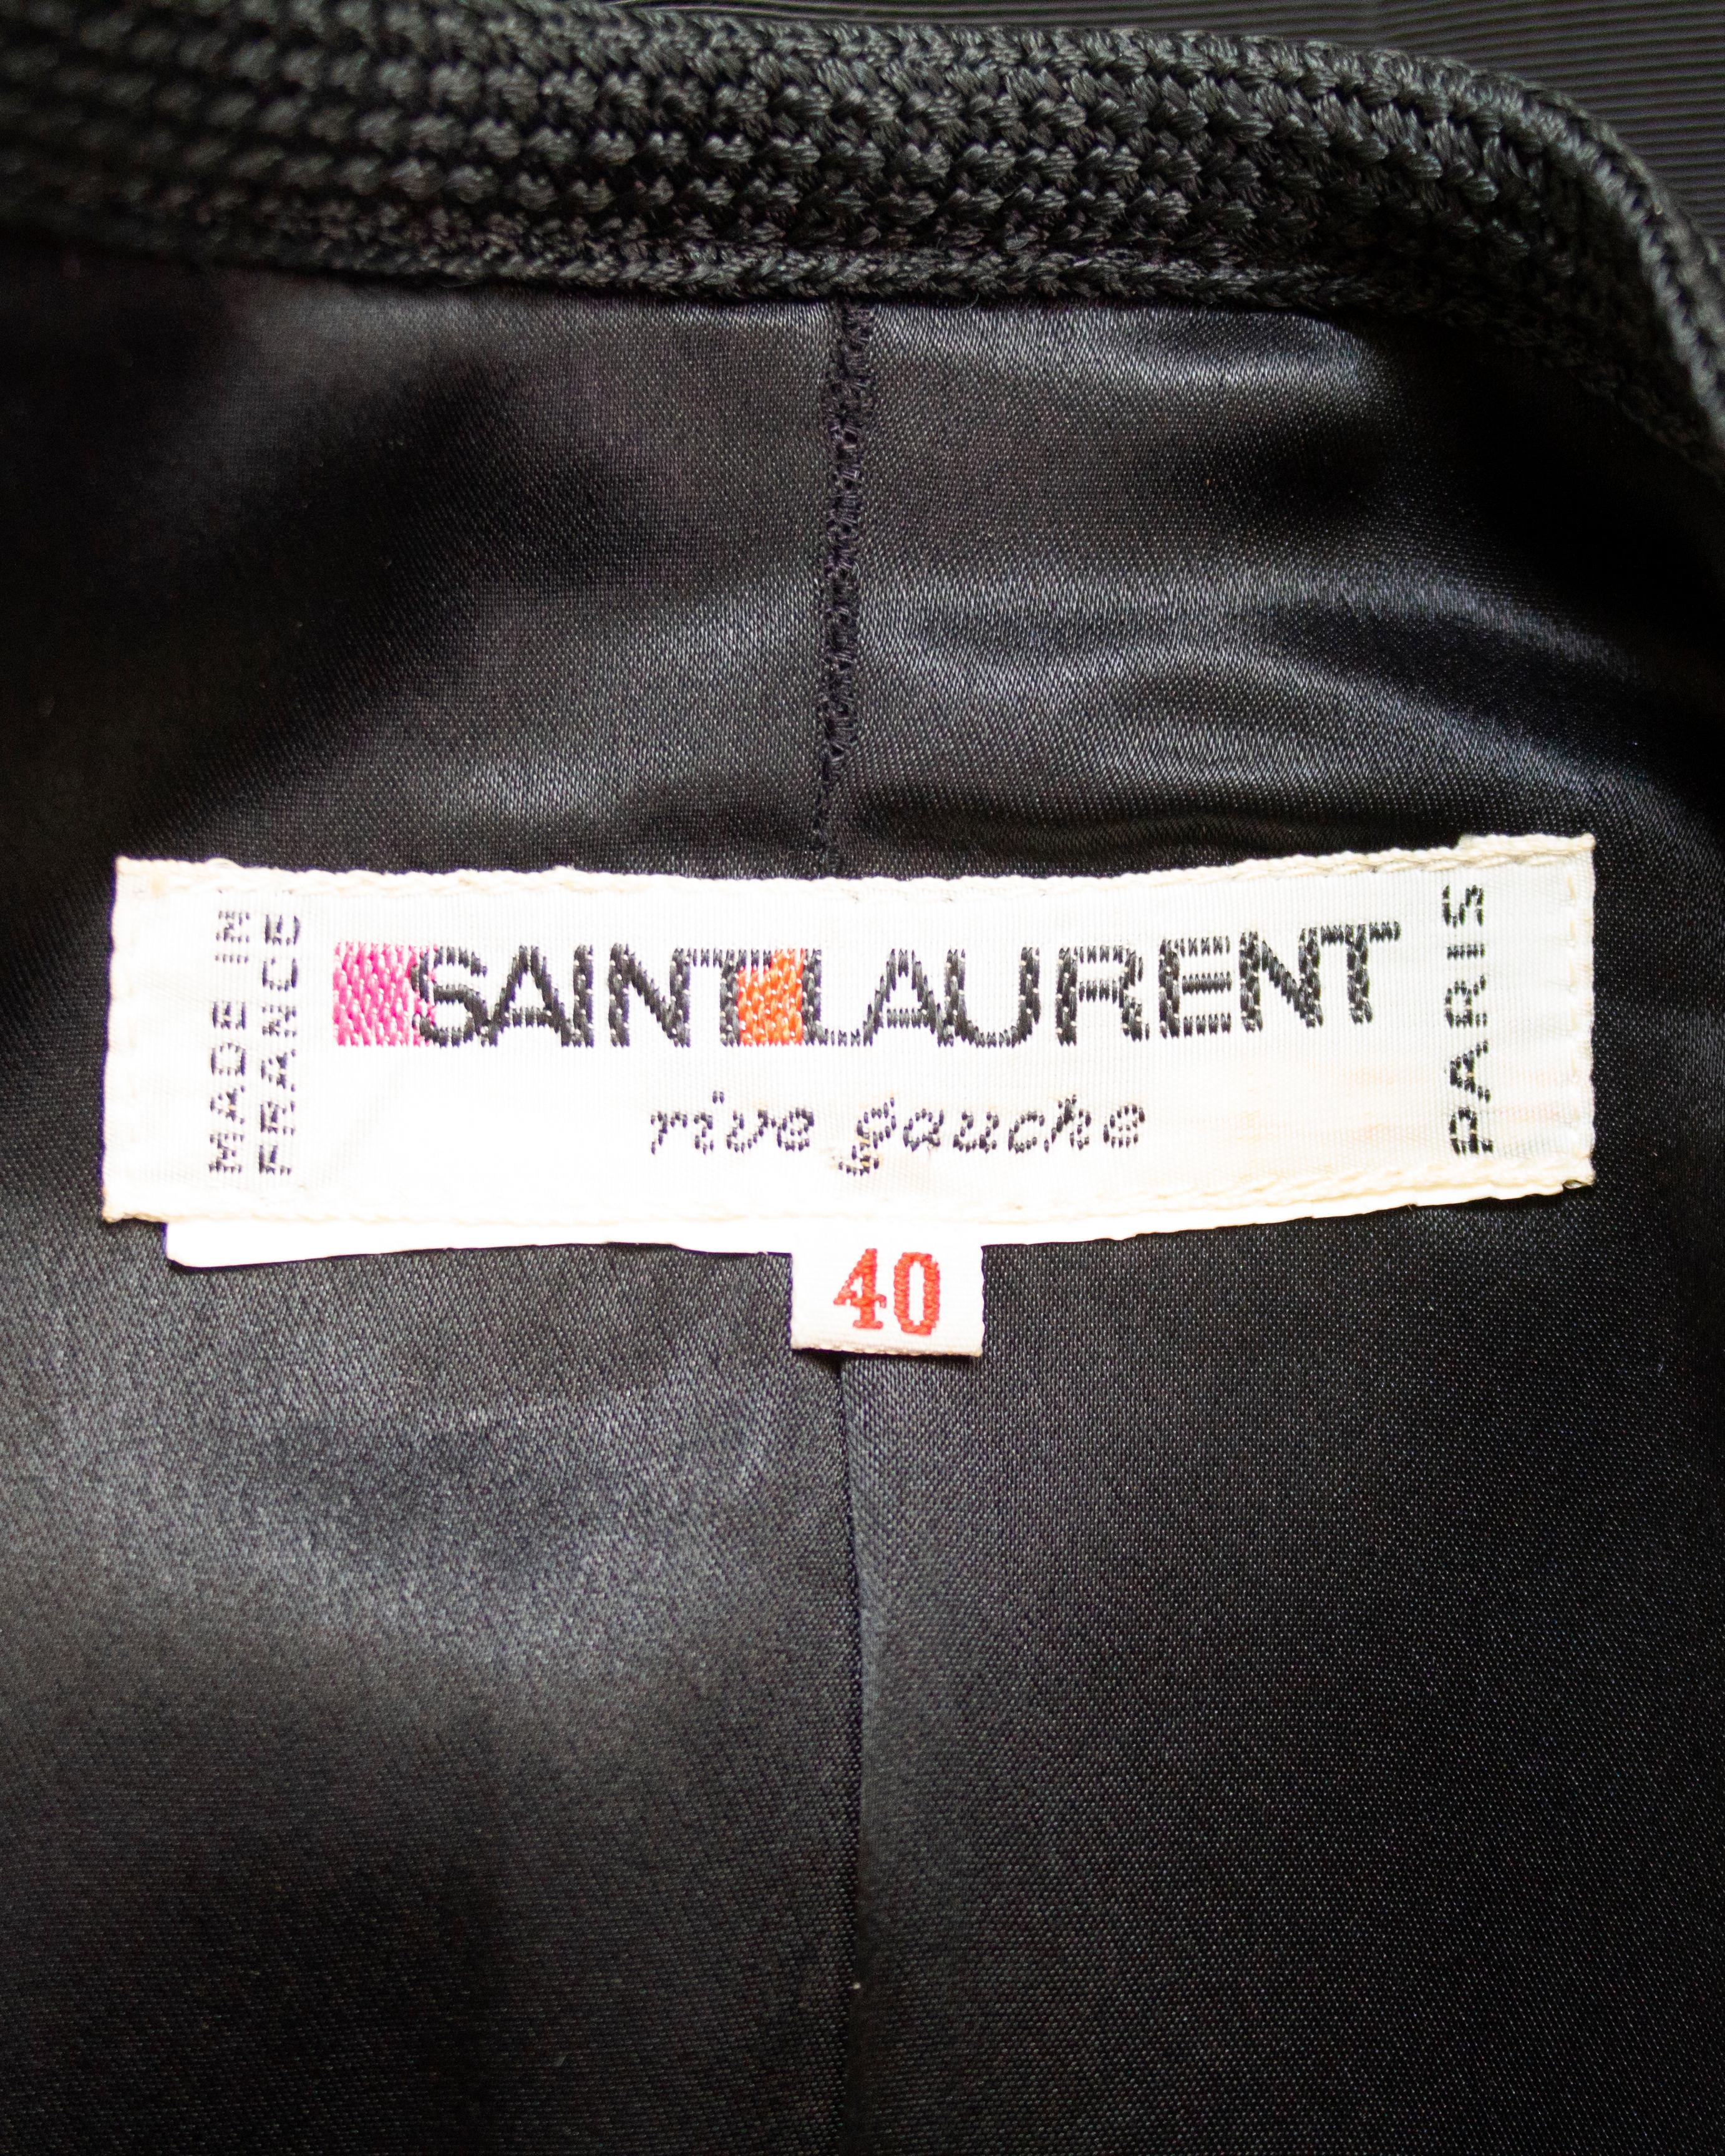 MADE IN
FRANCE
SAINT LAURENT
rive gauche
PARIS
40